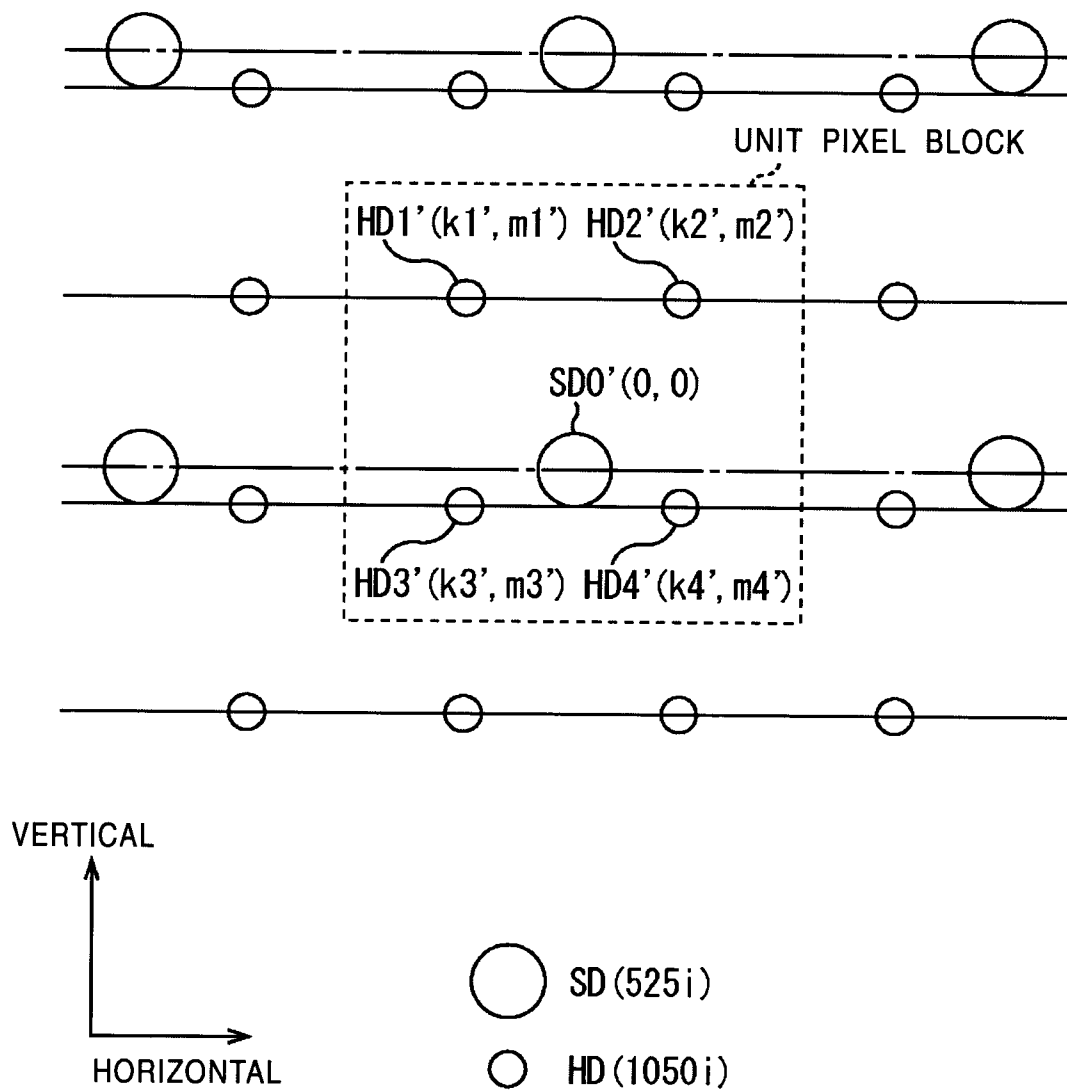 UNIT PIXEL BLOCK
HD1'(k1',m1') HD2'(k2',m2')
SD0'(0,0)
HD3'(k3',m3') HD4'(k4',m4')
VERTICAL
HORIZONTAL
SD(525i)
HD(1050i)